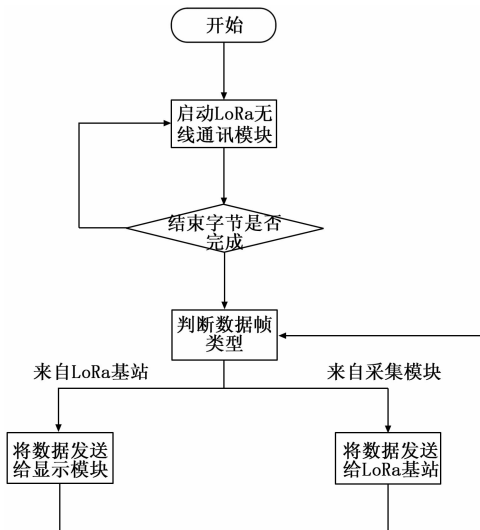 开始
启动LoRa无
线通讯模块
结束字节是否
完成
判断数据帧
类型
来自LoRa基站
来自采集模块
将数据发送
给显示模块
将数据发送
给LoRa基站